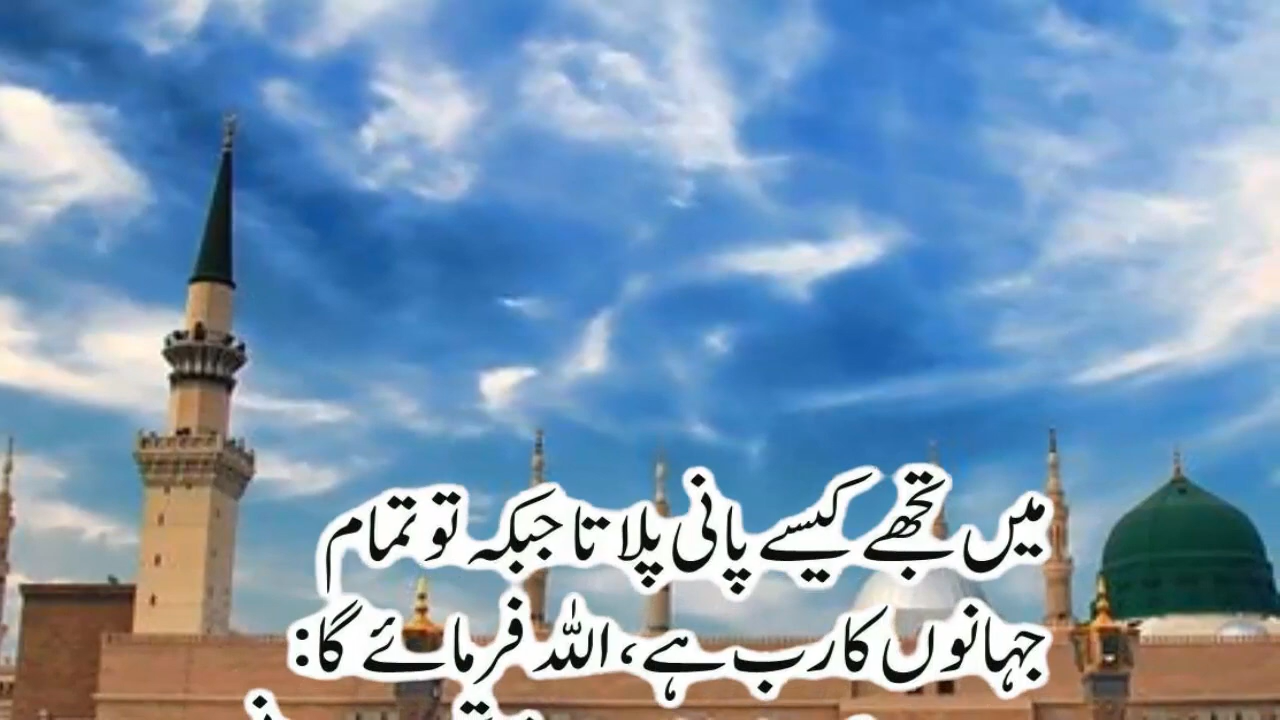 میں تجھے کیسے پانی پلاتا جبکہ تو تمام
جہانوں کا رب ہے، اللہ فرمائے گا: